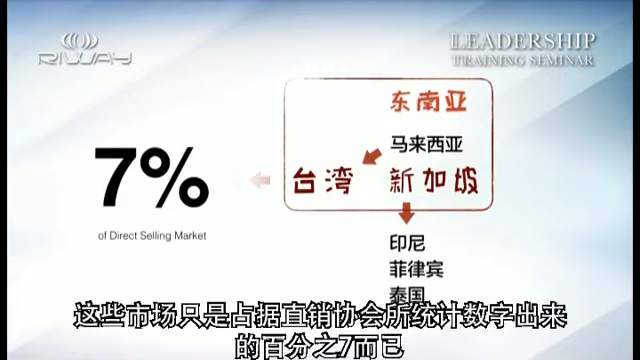 RIWAY
LEADERSHIP
TRAINING SEMINAR
东南亚
马来西亚
7%
台湾
新加坡
of Direct Selling Market
印尼
菲律宾
泰国
这些市场只是占据直销协会所统计数字出来
的百分之7而已